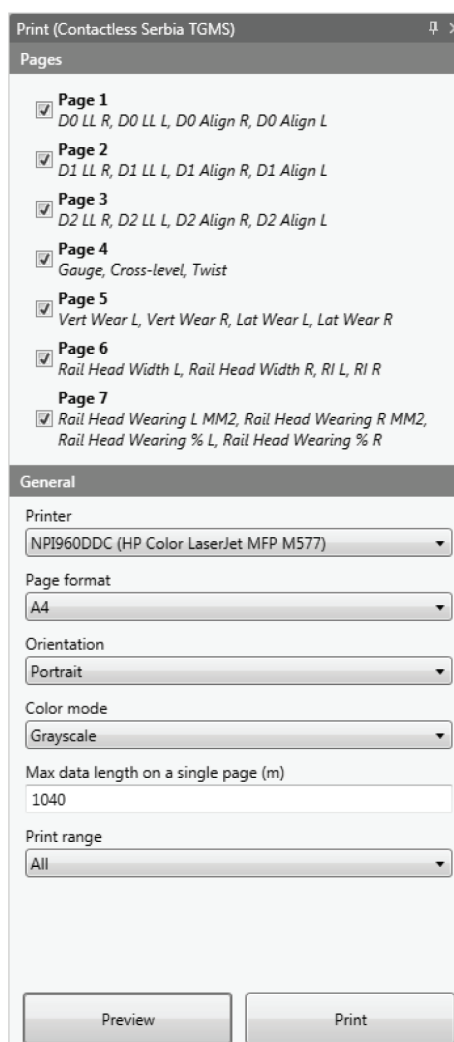 Print (Contactless Serbia TGMS)
Pages
Page 1
D0 LL R, D0 LL L, D0 Align R, D0 Align L
Page 2
D1 LL R, D1 LL L, D1 Align R, D1 Align L
Page 3
D2 LL R, D2 LL L, D2 Align R, D2 Align L
Page 4
Gauge, Cross-level, Twist
Page 5
Vert Wear L, Vert Wear R, Lat Wear L, Lat Wear R
Page 6
Rail Head Width L, Rail Head Width R, RI L, RI R
Page 7
Rail Head Wearing L MM2, Rail Head Wearing R MM2,
Rail Head Wearing % L, Rail Head Wearing % R
General
Printer
NPI960DDC (HP Color LaserJet MFP M577)
Page format
A4
Orientation
Portrait
Color mode
Grayscale
Max data length on a single page (m)
1040
Print range
All
Preview
Print